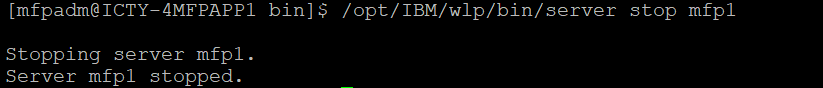 [mfpadm@ICTY-4MFPAPP1 bin]$ /opt/IBM/wlp/bin/server stop mfp1
Stopping server mfp1.
Server mfp1 stopped.